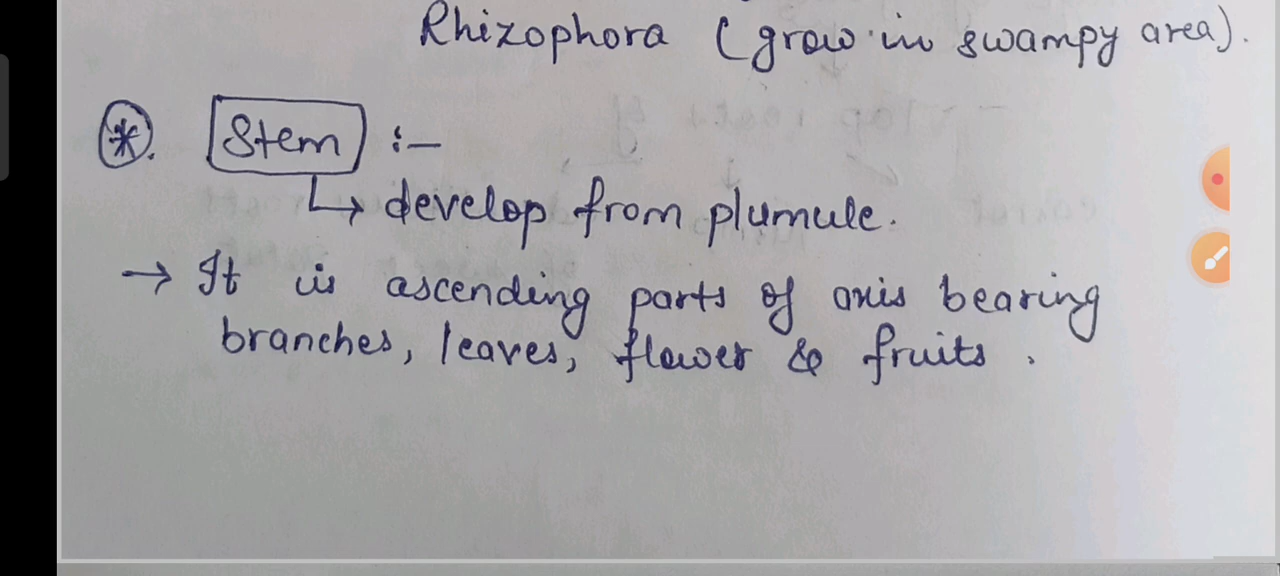 Rhizophora (grow in swampy area).
*. Stem :-
↳ develop from plumule.
→ It is ascending parts of axis bearing
branches, leaves, flower & fruits.